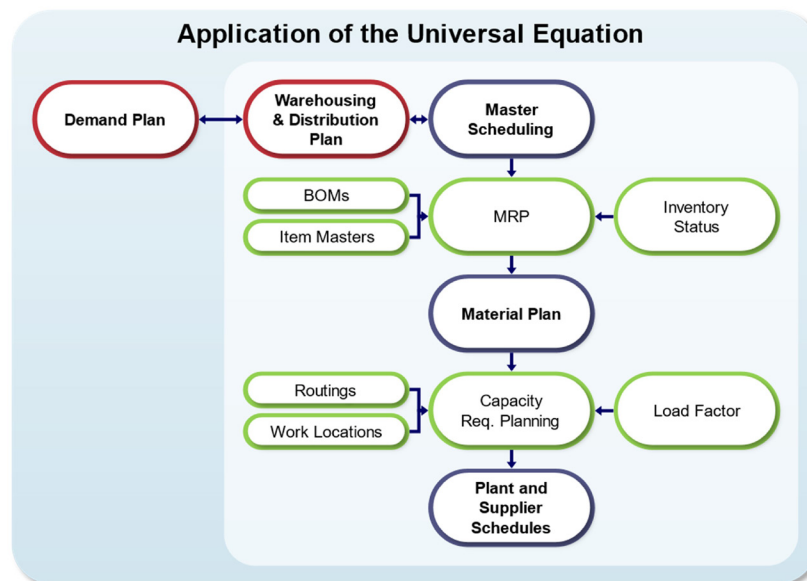 Application of the Universal Equation
Demand Plan
Warehousing
& Distribution
Plan
Master
Scheduling
BOMs
Item Masters
MRP
Inventory
Status
Material Plan
Routings
Work Locations
Capacity
Req. Planning
Load Factor
Plant and
Supplier
Schedules